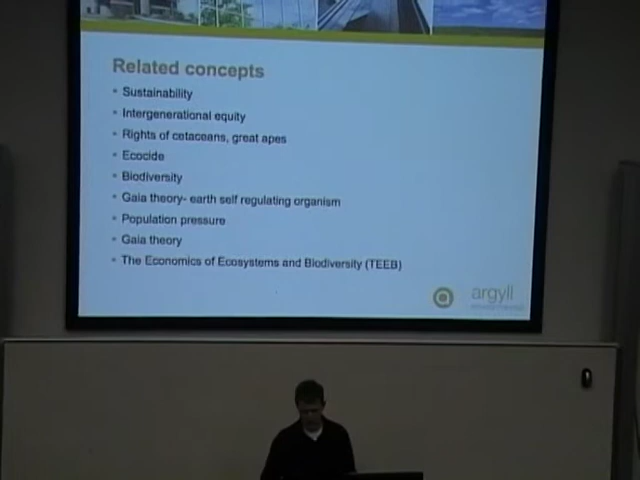 Related concepts
Sustainability
Intergenerational equity
Rights of cetaceans, great apes
Ecocide
Biodiversity
Gaia theory- earth self regulating organism
Population pressure
Gaia theory
The Economics of Ecosystems and Biodiversity (TEEB)
argyll